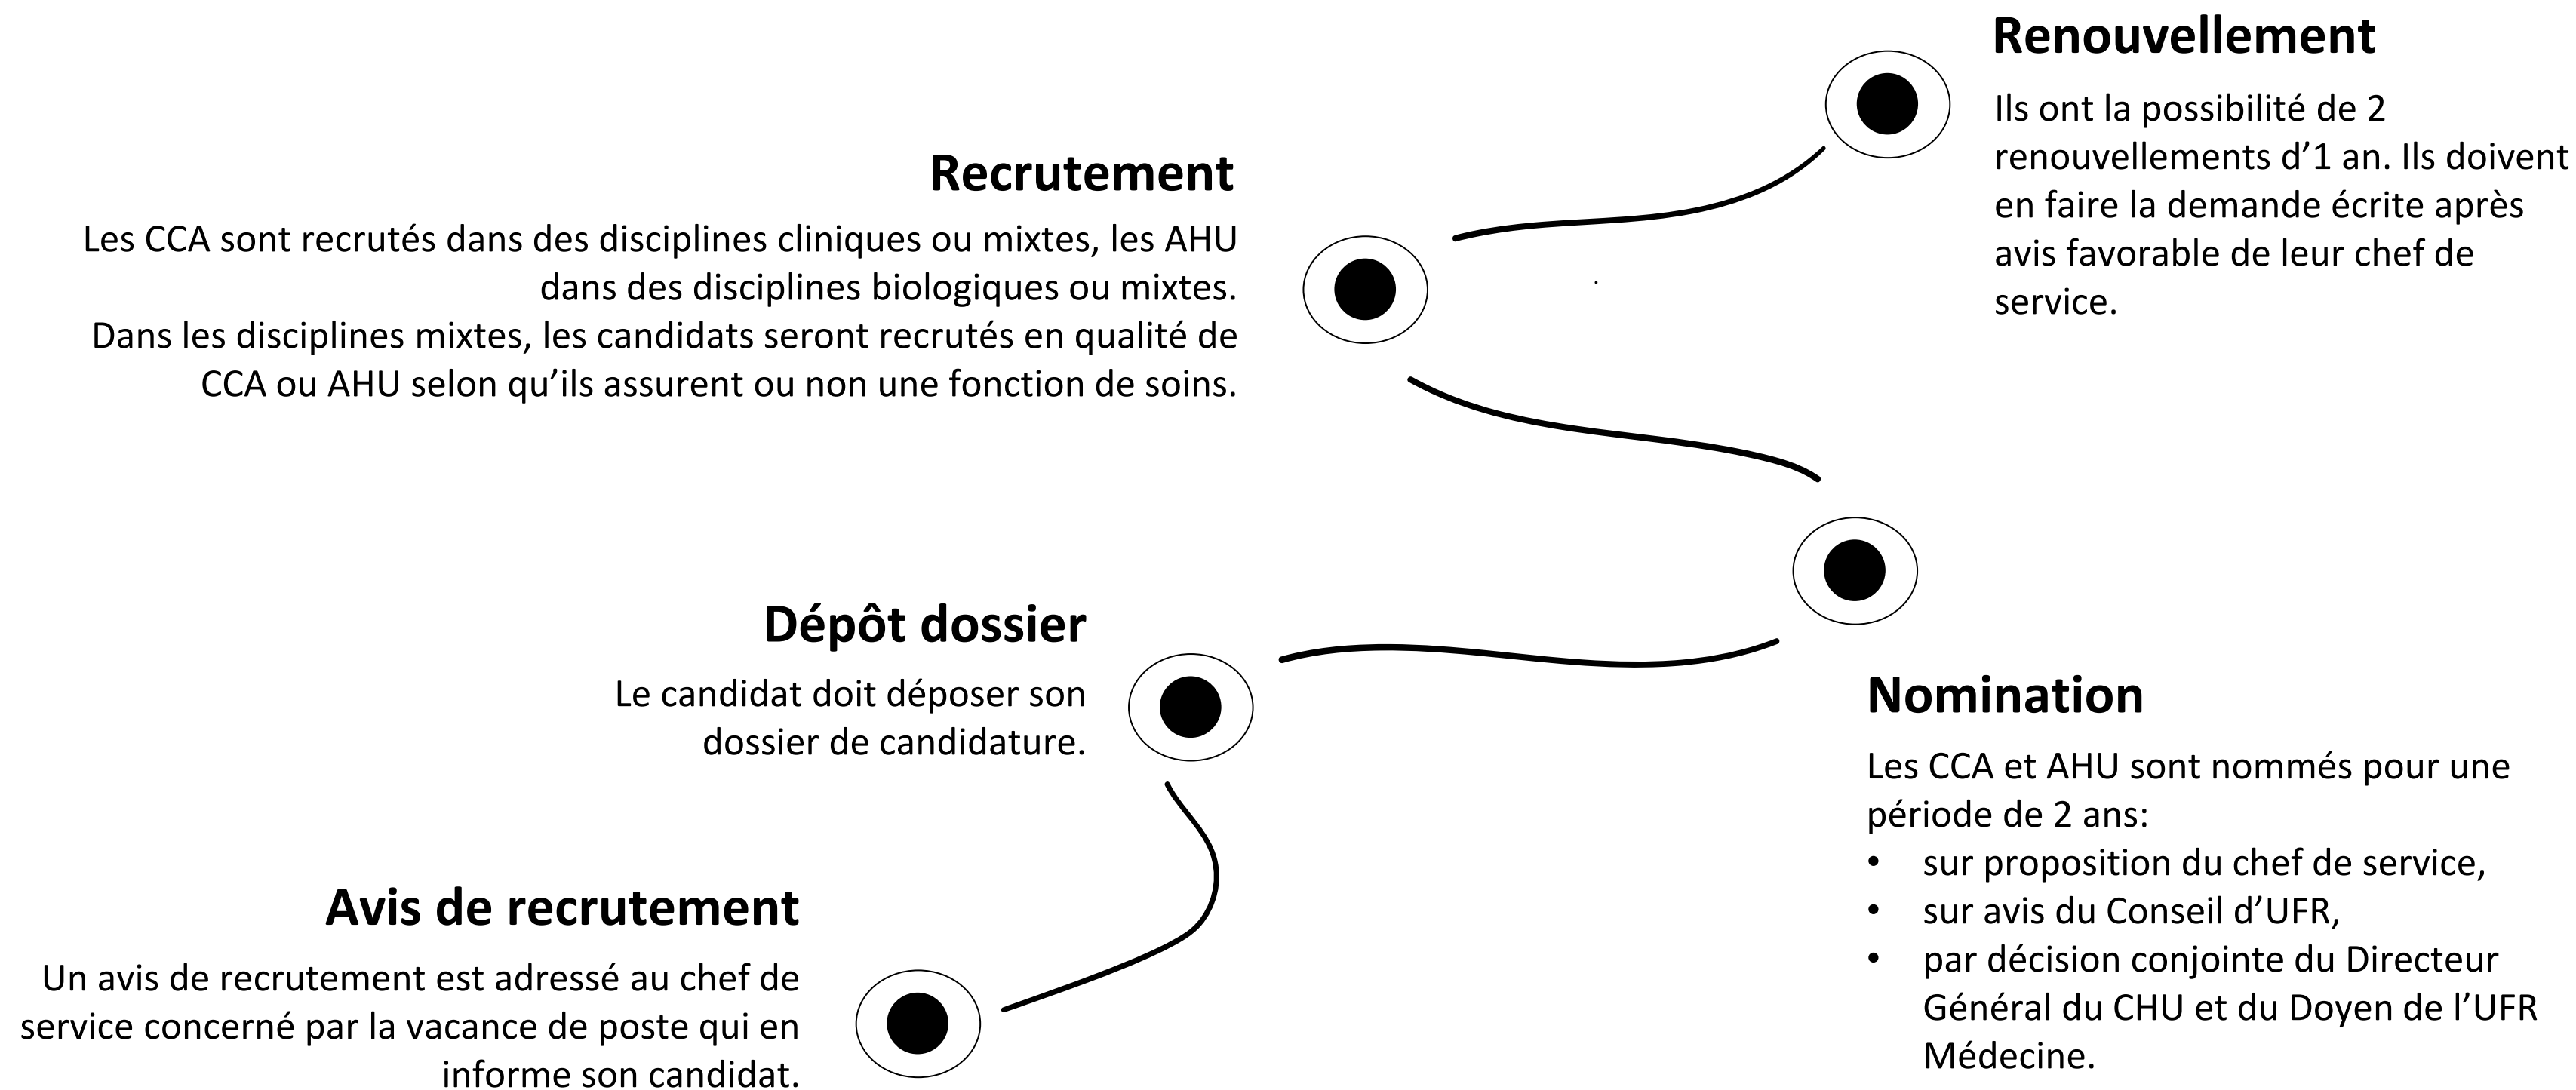 Renouvellement
Ils ont la possibilité de 2
renouvellements d’1 an. Ils doivent
en faire la demande écrite après
avis favorable de leur chef de
service.
Recrutement
Les CCA sont recrutés dans des disciplines cliniques ou mixtes, les AHU
dans des disciplines biologiques ou mixtes.
Dans les disciplines mixtes, les candidats seront recrutés en qualité de
CCA ou AHU selon qu’ils assurent ou non une fonction de soins.
Dépôt dossier
Le candidat doit déposer son
dossier de candidature.
Nomination
Les CCA et AHU sont nommés pour une
période de 2 ans:
• sur proposition du chef de service,
• sur avis du Conseil d’UFR,
• par décision conjointe du Directeur
Général du CHU et du Doyen de l’UFR
Médecine.
Avis de recrutement
Un avis de recrutement est adressé au chef de
service concerné par la vacance de poste qui en
informe son candidat.